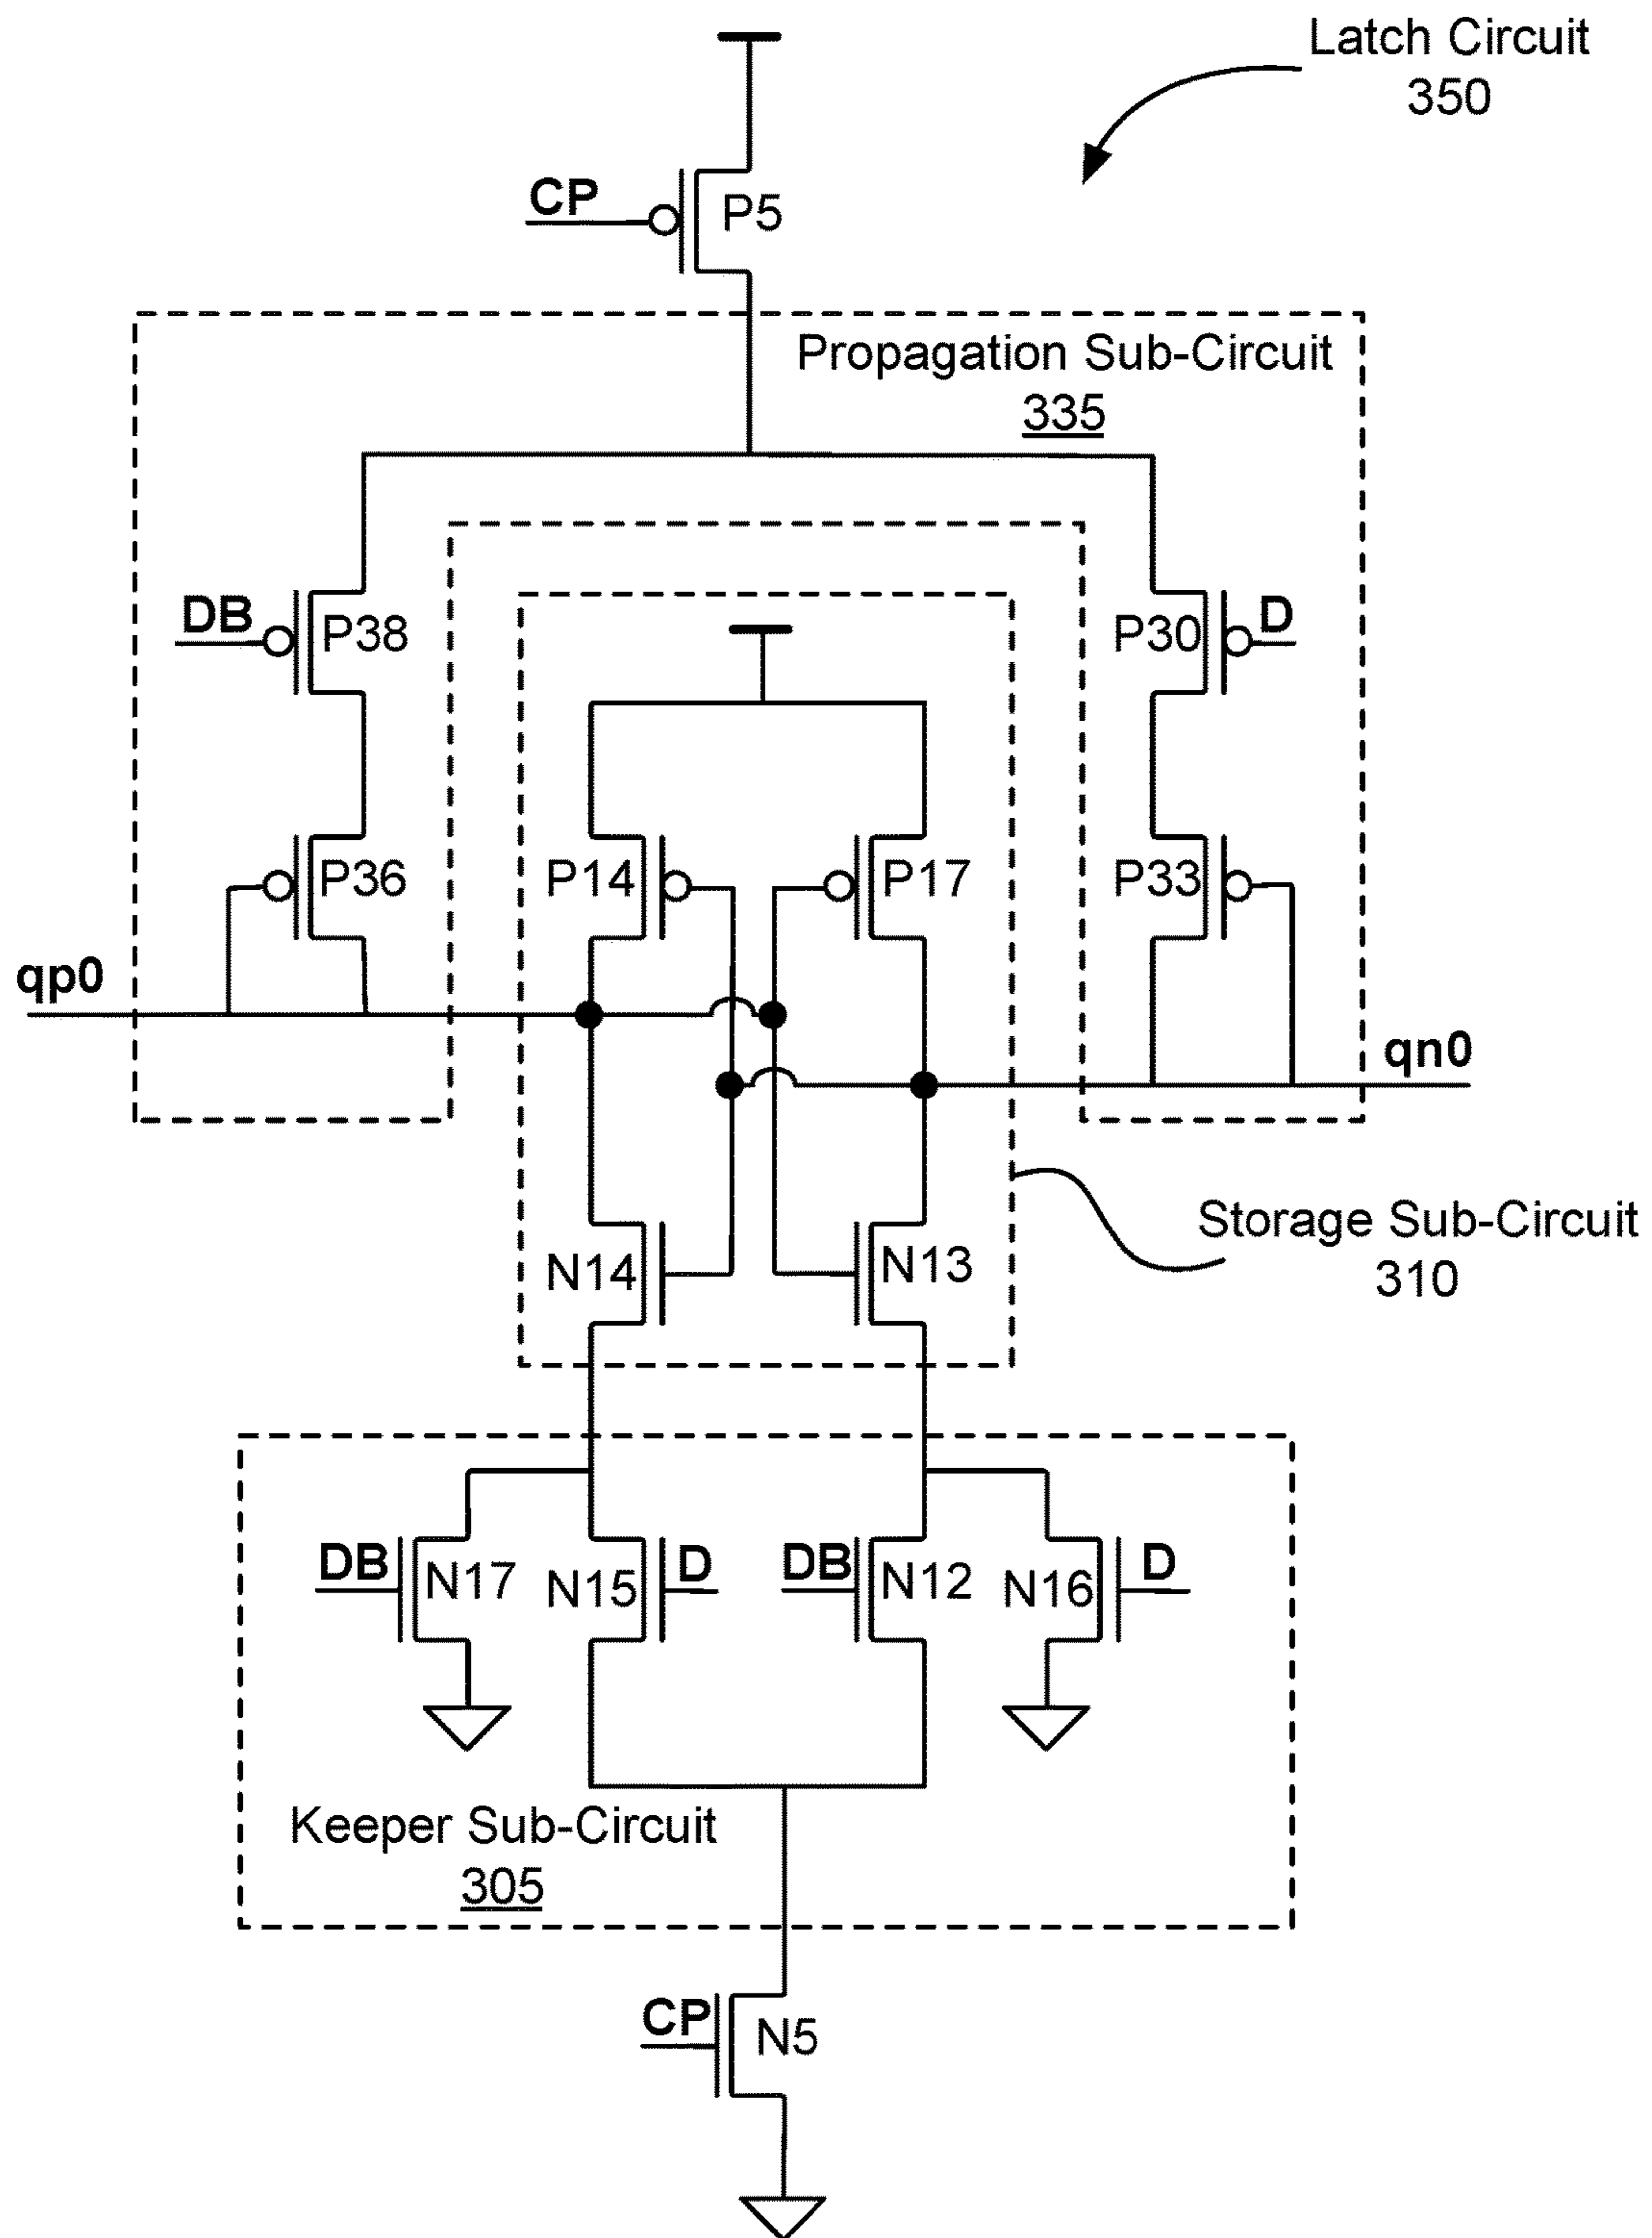 Latch Circuit
350
CP
P5
Propagation Sub-Circuit
335
DB
P38
P30
D
P36
P14
P17
P33
qp0
qn0
N14
N13
Storage Sub-Circuit
310
DB
N17
N15
D
DB
N12
N16
D
Keeper Sub-Circuit
305
CP
N5